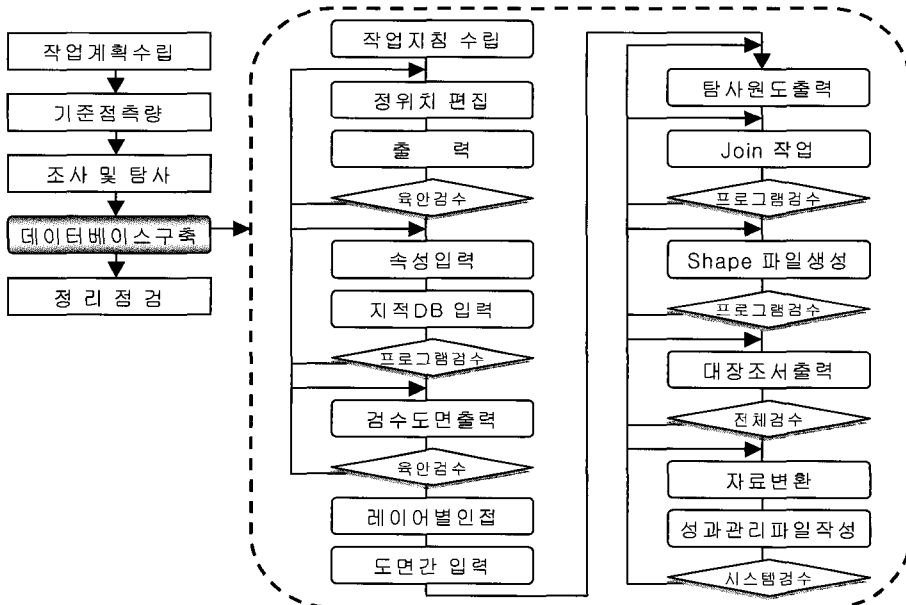 작업계획수립
기준점측량
조사 및 탐사
데이터베이스구축
정 리 점 검
작업지침 수립
정위치 편집
출 력
육안검수
속성입력
지적DB 입력
프로그램검수
검수도면출력
육안검수
레이어별인접
도면간 입력
탐사원도출력
Join 작업
프로그램검수
Shape 파일생성
프로그램검수
대장조서출력
전체검수
자료변환
성과관리파일작성
시스템검수